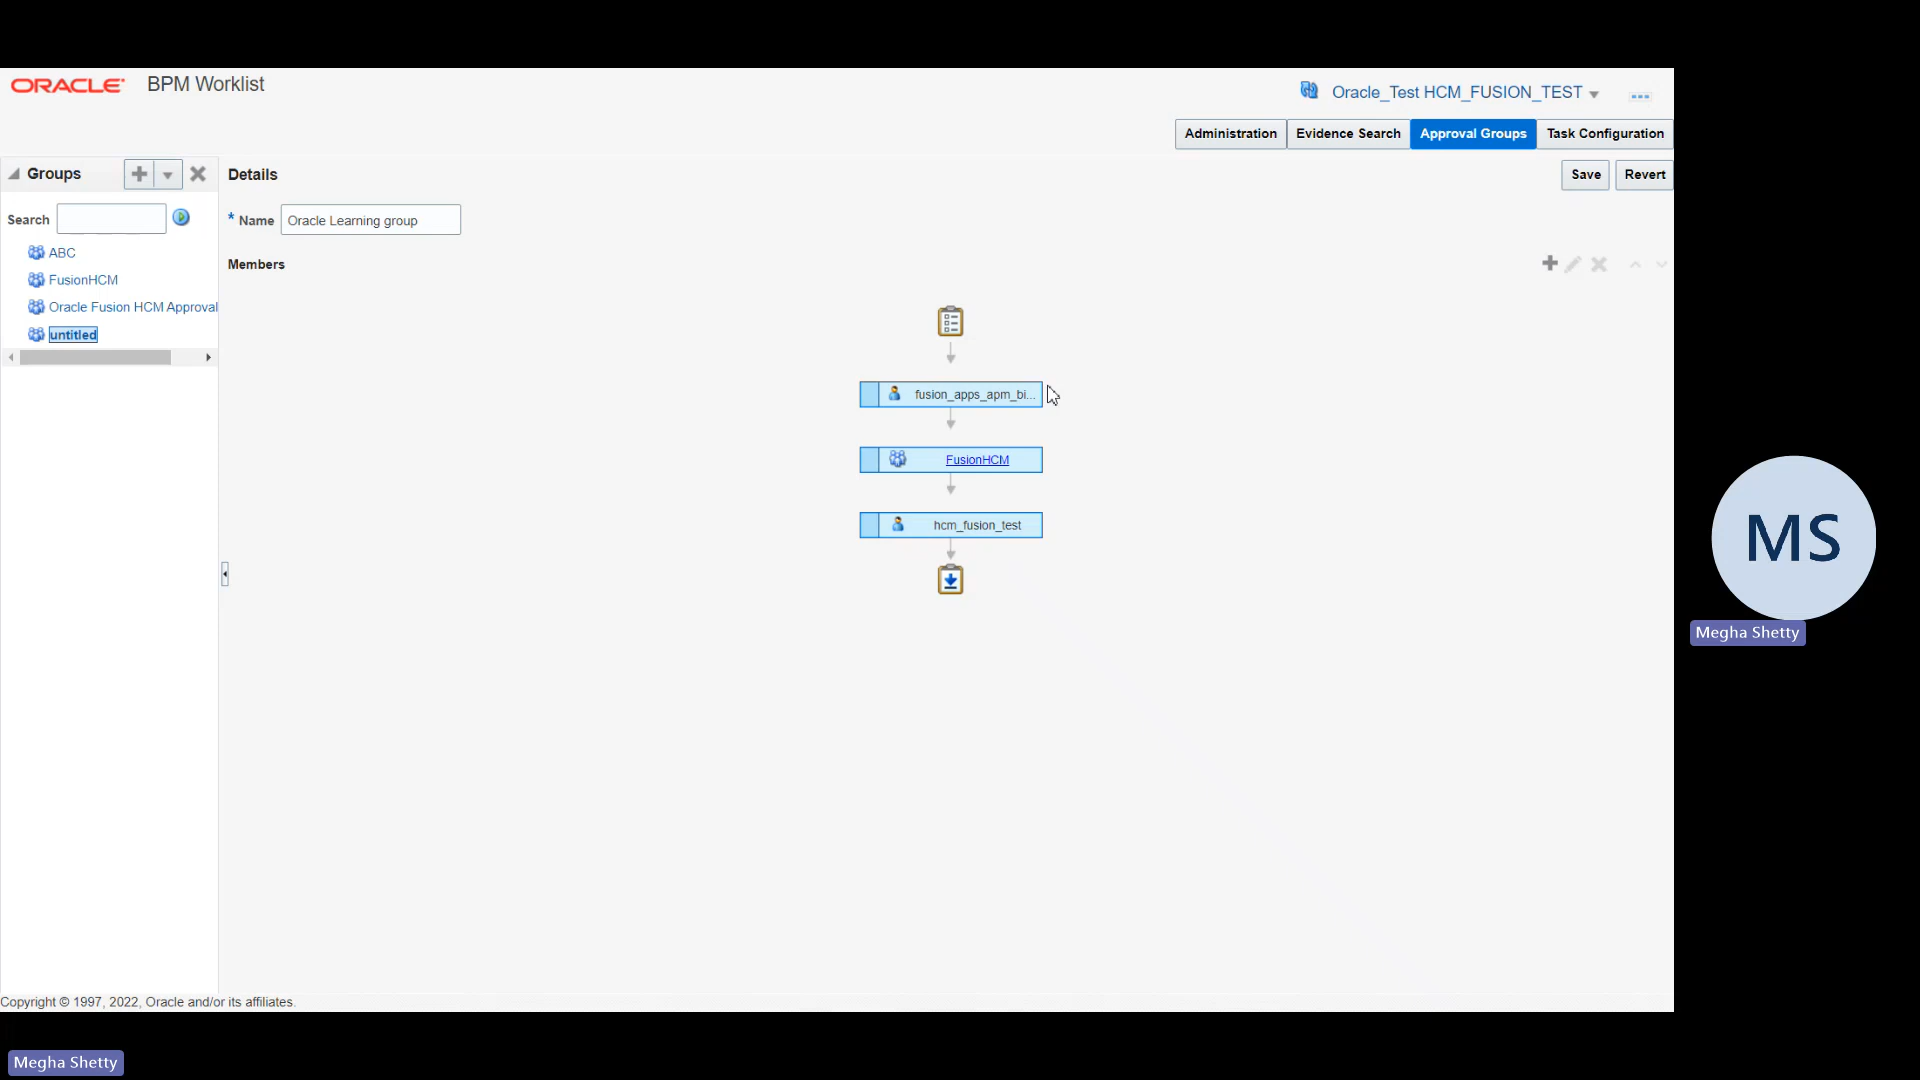 ORACLE BPM Worklist
Oracle_Test HCM_FUSION_TEST
Administration Evidence Search Approval Groups Task Configuration
Groups
Details
Save Revert
Search
* Name Oracle Learning group
ABC
Members
FusionHCM
Oracle Fusion HCM Approval
untitled
fusion_apps_apm_bi...
FusionHCM
hcm_fusion_test
MS
Megha Shetty
Copyright © 1997, 2022, Oracle and/or its affiliates.
Megha Shetty